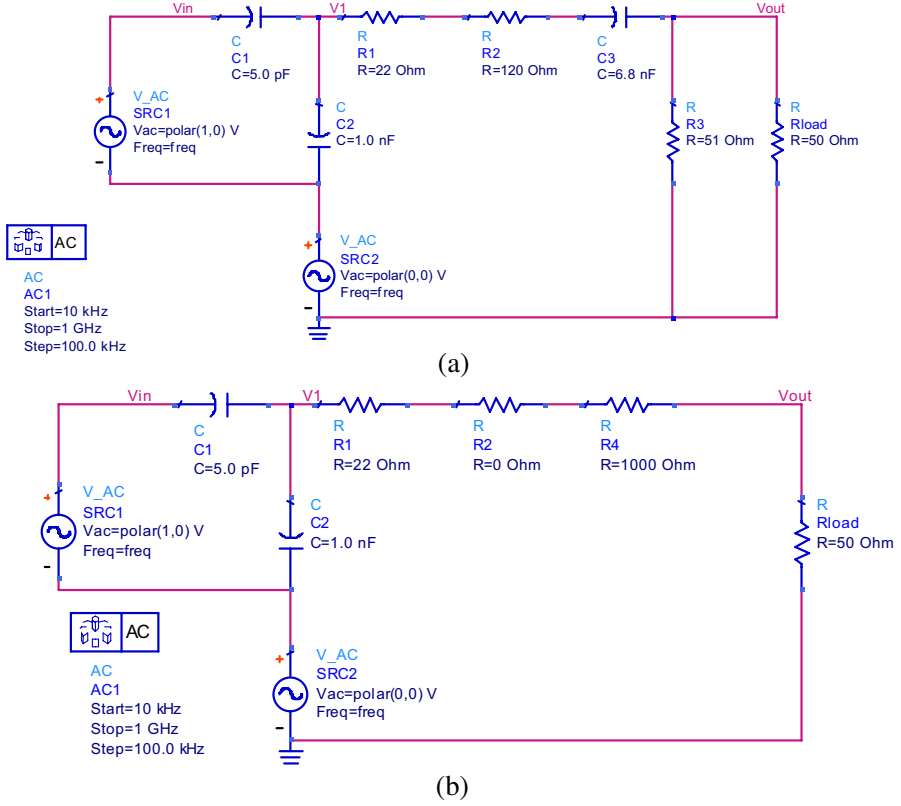 Vin
V1
Vout
C
C1
C=5.0 pF
R
R1
R=22 Ohm
R
R2
R=120 Ohm
C
C3
C=6.8 nF
+
V_AC
SRC1
Vac=polar(1,0) V
Freq=freq
-
C
C2
C=1.0 nF
R
R3
R=51 Ohm
R
Rload
R=50 Ohm
+
V_AC
SRC2
Vac=polar(0,0) V
Freq=freq
-
AC
AC
AC1
Start=10 kHz
Stop=1 GHz
Step=100.0 kHz
(a)
Vin
V1
Vout
C
C1
C=5.0 pF
R
R1
R=22 Ohm
R
R2
R=0 Ohm
R
R4
R=1000 Ohm
+
V_AC
SRC1
Vac=polar(1,0) V
Freq=freq
-
C
C2
C=1.0 nF
R
Rload
R=50 Ohm
AC
AC
AC1
Start=10 kHz
Stop=1 GHz
Step=100.0 kHz
+
V_AC
SRC2
Vac=polar(0,0) V
Freq=freq
-
(b)